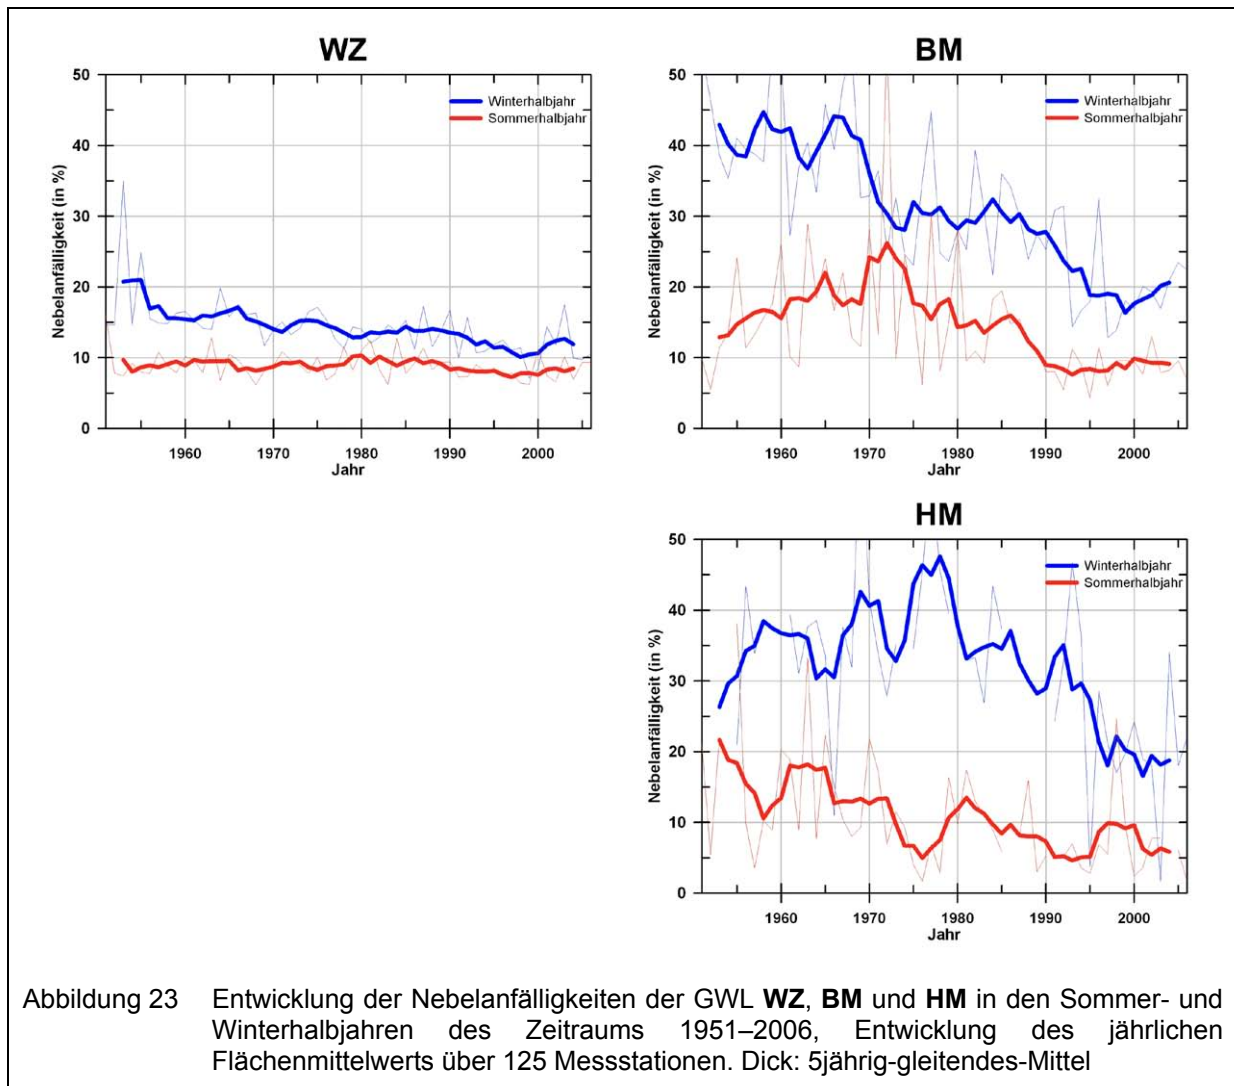 WZ
50
40
30
20
10
0
Nebelanfälligkeit (in %)
Winterhalbjahr
Sommerhalbjahr
1960 1970 1980 1990 2000
Jahr
BM
50
40
30
20
10
0
Nebelanfälligkeit (in %)
Winterhalbjahr
Sommerhalbjahr
1960 1970 1980 1990 2000
Jahr
HM
50
40
30
20
10
0
Nebelanfälligkeit (in %)
Winterhalbjahr
Sommerhalbjahr
1960 1970 1980 1990 2000
Jahr
Abbildung 23 Entwicklung der Nebelanfälligkeiten der GWL WZ, BM und HM in den Sommer- und
Winterhalbjahren des Zeitraums 1951–2006, Entwicklung des jährlichen
Flächenmittelwerts über 125 Messstationen. Dick: 5jährig-gleitendes-Mittel